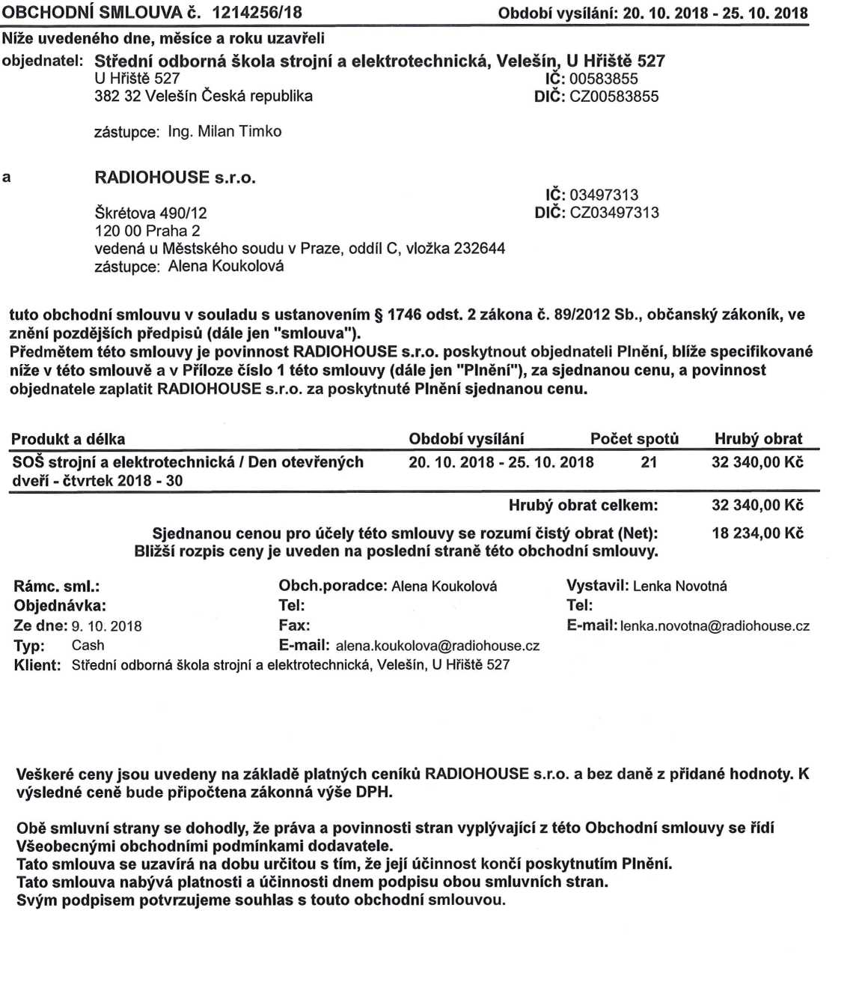 OBCHODNÍ SMLOUVA č. 1214256/18 Období vysílání: 20. 10. 2018 - 25. 10. 2018
Níže uvedeného dne, měsíce a roku uzavřeli
objednatel: Střední odborná škola strojní a elektrotechnická, Velešín, U Hřiště 527
U Hřiště 527 IČ: 00583855
382 32 Velešín Česká republika DIČ: CZ00583855
zástupce: Ing. Milan Timko
a RADIOHOUSE s.r.o.
IČ: 03497313
Škrétova 490/12 DIČ: CZ03497313
120 00 Praha 2
vedená u Městského soudu v Praze, oddíl C, vložka 232644
zástupce: Alena Koukolová
tuto obchodní smlouvu v souladu s ustanovením § 1746 odst. 2 zákona č. 89/2012 Sb., občanský zákoník, ve
znění pozdějších předpisů (dále jen "smlouva").
Předmětem této smlouvy je povinnost RADIOHOUSE s.r.o. poskytnout objednateli Plnění, blíže specifikované
níže v této smlouvě a v Příloze číslo 1 této smlouvy (dále jen "Plnění"), za sjednanou cenu, a povinnost
objednatele zaplatit RADIOHOUSE s.r.o. za poskytnuté Plnění sjednanou cenu.
Produkt a délka Období vysílání Počet spotů Hrubý obrat
SOŠ strojní a elektrotechnická / Den otevřených 20. 10. 2018 - 25. 10. 2018 21 32 340,00 Kč
dveří - čtvrtek 2018 - 30
Hrubý obrat celkem: 32 340,00 Kč
Sjednanou cenou pro účely této smlouvy se rozumí čistý obrat (Net): 18 234,00 Kč
Bližší rozpis ceny je uveden na poslední straně této obchodní smlouvy.
Rámc. sml.: Obch.poradce: Alena Koukolová Vystavil: Lenka Novotná
Objednávka: Tel: Tel:
Ze dne: 9. 10. 2018 Fax: E-mail: lenka.novotna@radiohouse.cz
Typ: Cash E-mail: alena.koukolova@radiohouse.cz
Klient: Střední odborná škola strojní a elektrotechnická, Velešín, U Hřiště 527
Veškeré ceny jsou uvedeny na základě platných ceníků RADIOHOUSE s.r.o. a bez daně z přidané hodnoty. K
výsledné ceně bude připočtena zákonná výše DPH.
Obě smluvní strany se dohodly, že práva a povinnosti stran vyplývající z této Obchodní smlouvy se řídí
Všeobecnými obchodními podmínkami dodavatele.
Tato smlouva se uzavírá na dobu určitou s tím, že její účinnost končí poskytnutím Plnění.
Tato smlouva nabývá platnosti a účinnosti dnem podpisu obou smluvních stran.
Svým podpisem potvrzujeme souhlas s touto obchodní smlouvou.